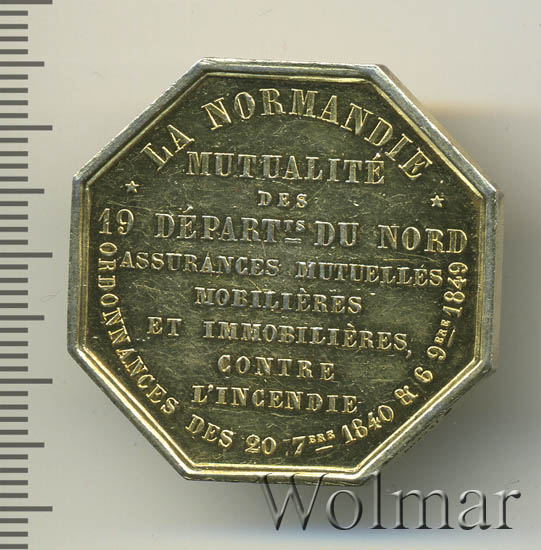 LA NORMANDIE
MUTUALITÉ
DES
19 DÉPARTTS DU NORD
ASSURANCES MUTUELLES
MOBILIÈRES
ET IMMOBILIÈRES,
CONTRE
L'INCENDIE
ORDONNANCES DES 20 7BRE 1840 & 6 9BRE 1849
Wolmar